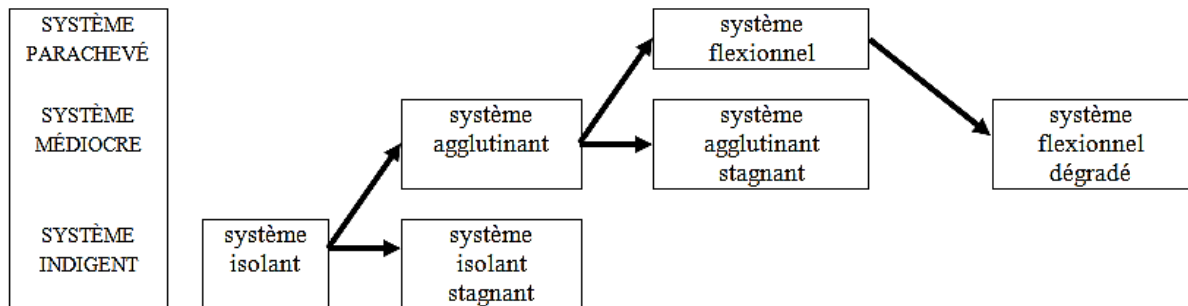 SYSTÈME
PARACHEVÉ
système
flexionnel
SYSTÈME
MÉDIOCRE
système
agglutinant
système
agglutinant
stagnant
système
flexionnel
dégradé
SYSTÈME
INDIGENT
système
isolant
système
isolant
stagnant